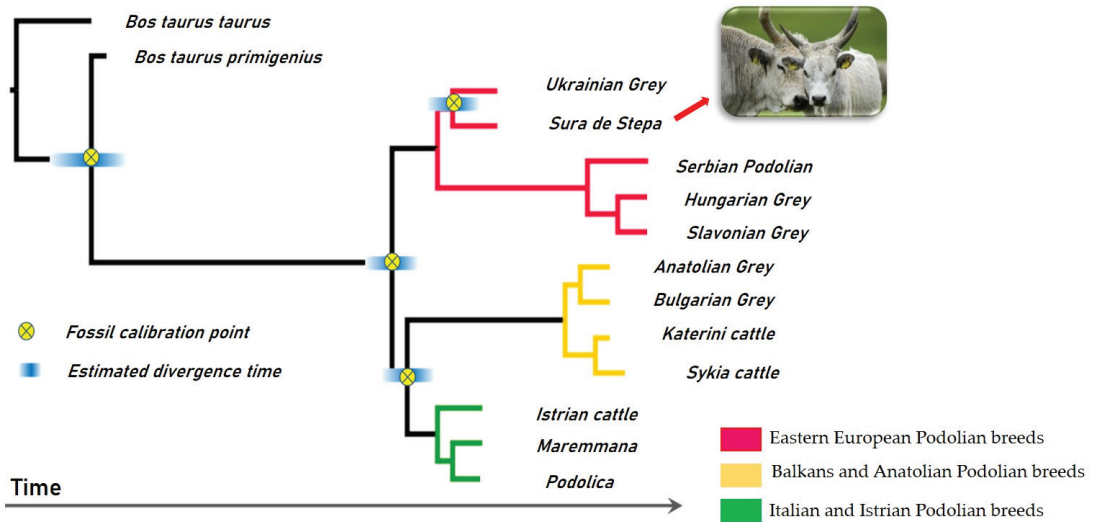 Bos taurus taurus
Bos taurus primigenius
Ukrainian Grey
Sura de Stepa
Serbian Podolian
Hungarian Grey
Slavonian Grey
Anatolian Grey
Bulgarian Grey
Katerini cattle
Sykia cattle
Istrian cattle
Maremmana
Podolica
Fossil calibration point
Estimated divergence time
Time
Eastern European Podolian breeds
Balkans and Anatolian Podolian breeds
Italian and Istrian Podolian breeds